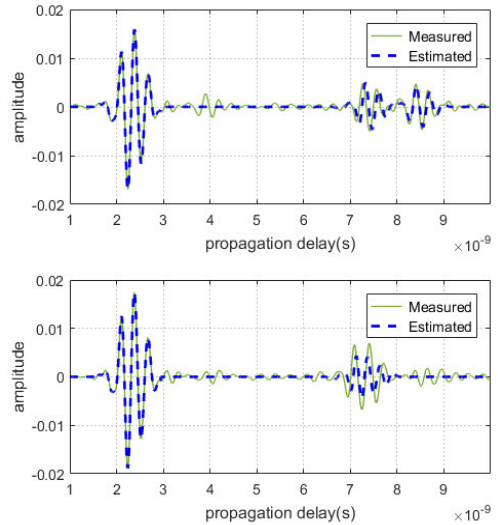 0.02
0.01
0
-0.01
-0.02
amplitude
Measured
Estimated
1 2 3 4 5 6 7 8 9
propagation delay(s)
×10⁻⁹
0.02
0.01
0
-0.01
-0.02
amplitude
Measured
Estimated
1 2 3 4 5 6 7 8 9
propagation delay(s)
×10⁻⁹